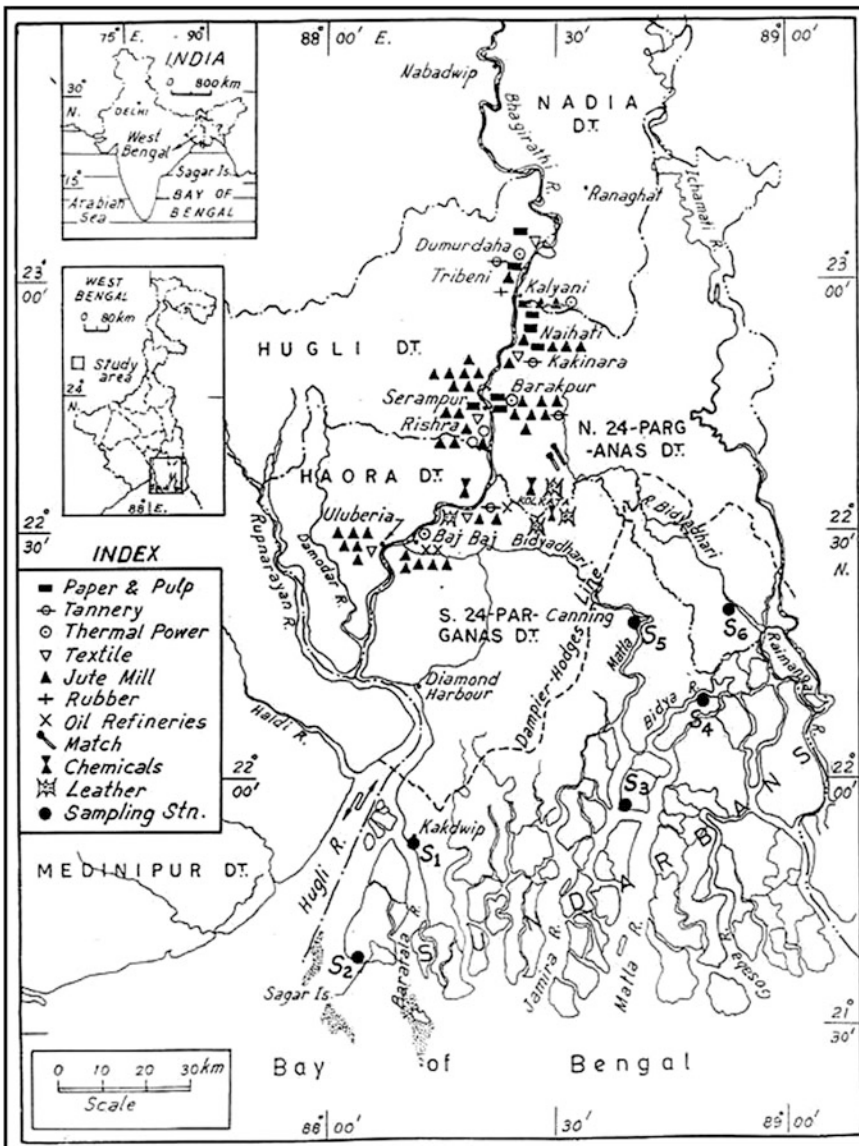 75° E.
90°
INDIA
0 800 km
30°
N.
DELHI
West
Bengal
Sagar Is.
15°
BAY OF
BENGAL
Arabian
Sea
WEST
BENGAL
0 80 km
Study
area
24°
N.
88° E.
88° 00' E.
30'
89° 00'
Nabadwip
Bhagirathi R.
NADIA
DT.
Ranaghat
Ichamati R.
23°
00'
23°
00'
Dumurdaha
Tribeni
Kalyani
Naihati
Kakinara
HUGLI DT.
Barakpur
Serampur
Rishra
N. 24-PARG
-ANAS DT.
HAORA DT.
KOLKATA
Uluberia
Baj Baj
Bidyadhari
R. Bidyadhari
22°
30'
22°
30'
N.
Rupnarayan R.
Damodar R.
S. 24-PAR-
GANAS DT.
Canning
Dampier-Hodges Line
S5
S6
Matla
Raimangal R.
Diamond
Harbour
Bidya R.
S4
Haldi R.
22°
00'
22°
00'
S3
Kakdwip
S1
MEDINIPUR DT.
Hugli R.
S2
Sagar Is.
Baratala R.
SUNDARBANS
Jamira R.
Matla R.
Gosaba R.
21°
30'
INDEX
Paper & Pulp
Tannery
Thermal Power
Textile
Jute Mill
Rubber
Oil Refineries
Match
Chemicals
Leather
Sampling Stn.
0 10 20 30 km
Scale
Bay of Bengal
88° 00'
30'
89° 00'